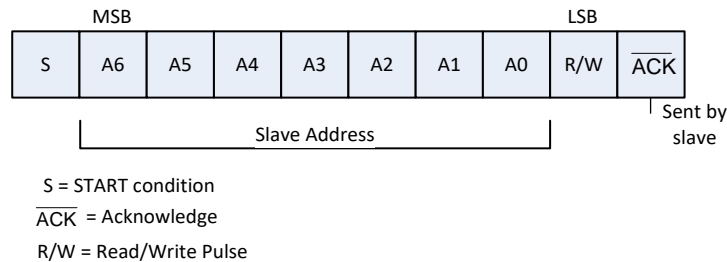 MSB LSB
S A6 A5 A4 A3 A2 A1 A0 R/W ACK
Sent by
slave
Slave Address
S = START condition
ACK = Acknowledge
R/W = Read/Write Pulse